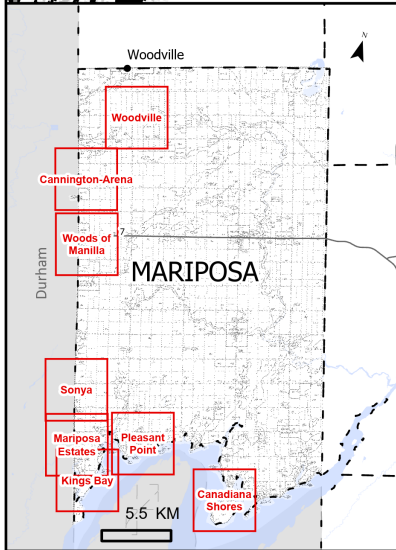 N
Woodville
Woodville
Cannington-Arena
Woods of
Manilla
7
Durham
MARIPOSA
Sonya
Mariposa
Estates
Pleasant
Point
Kings Bay
Canadiana
Shores
5.5 KM